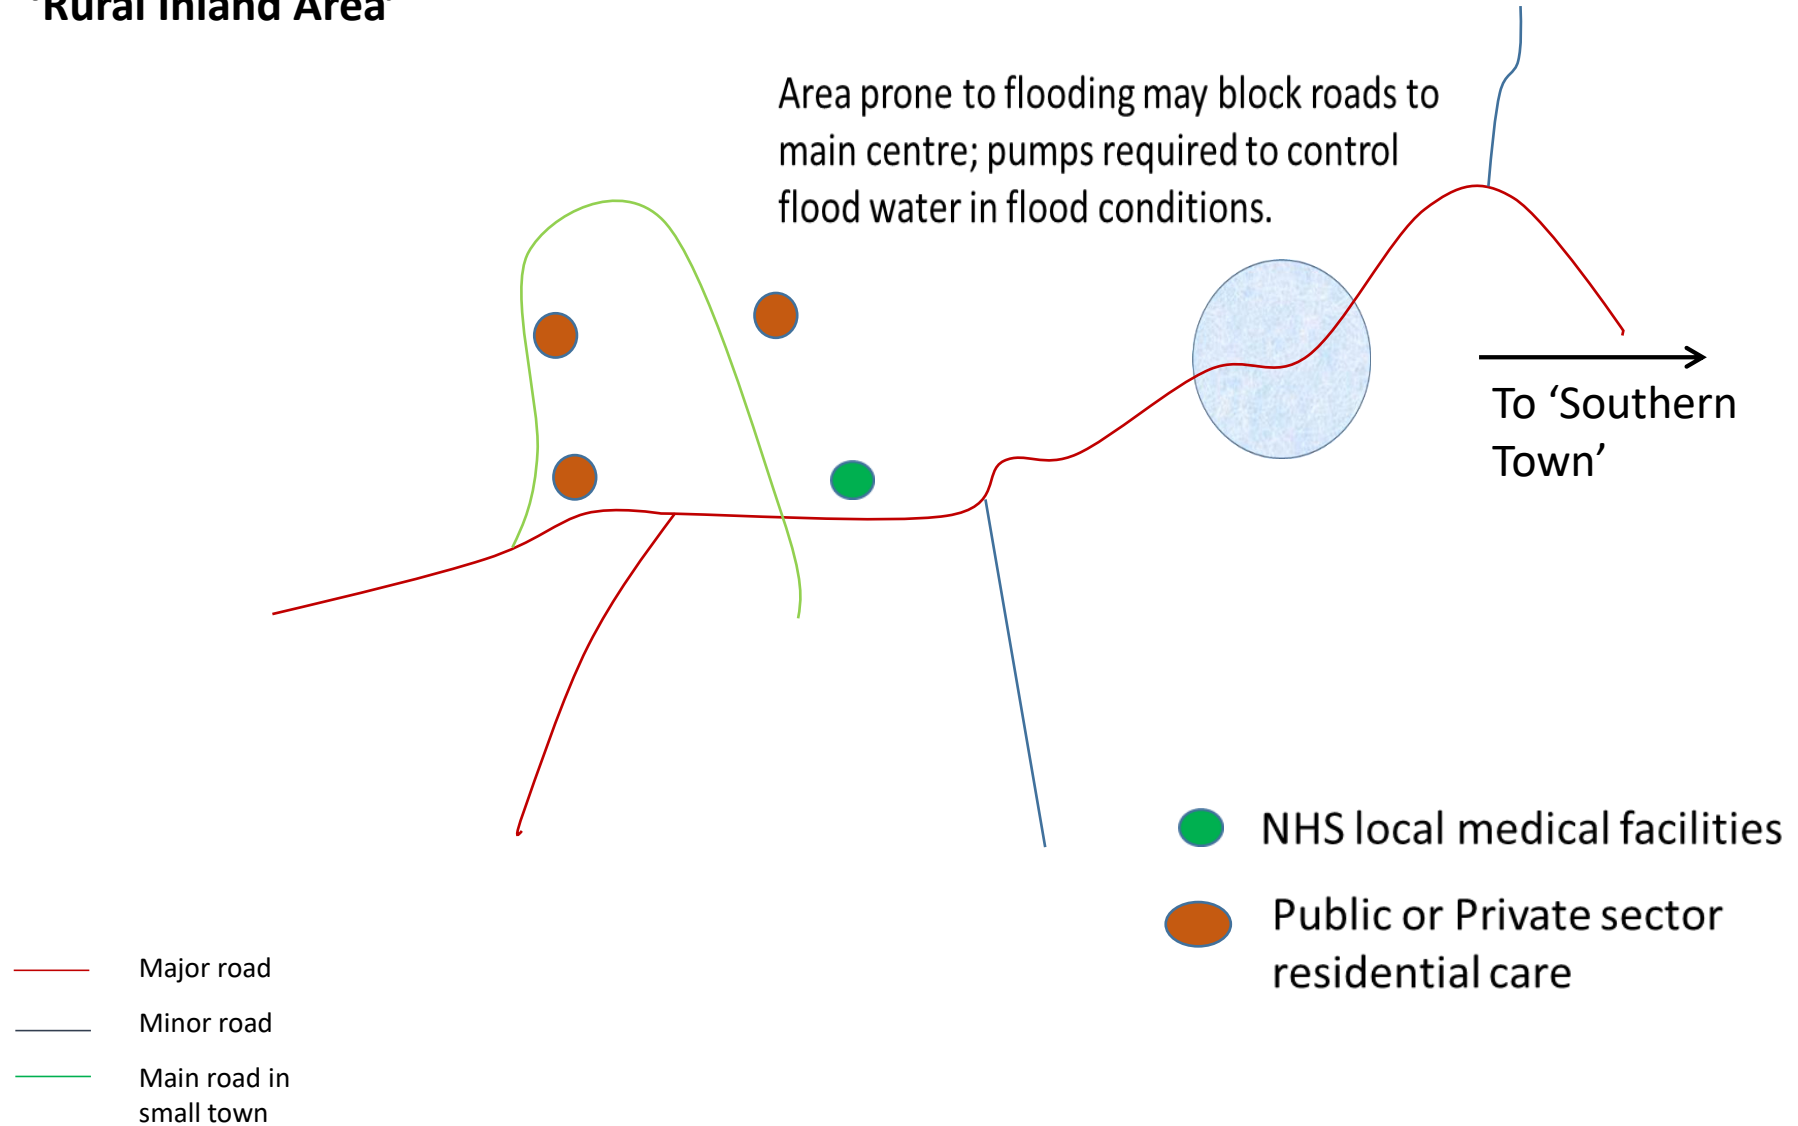 'Rural Inland Area'
Area prone to flooding may block roads to
main centre; pumps required to control
flood water in flood conditions.
To ‘Southern
Town’
NHS local medical facilities
Public or Private sector
residential care
Major road
Minor road
Main road in
small town